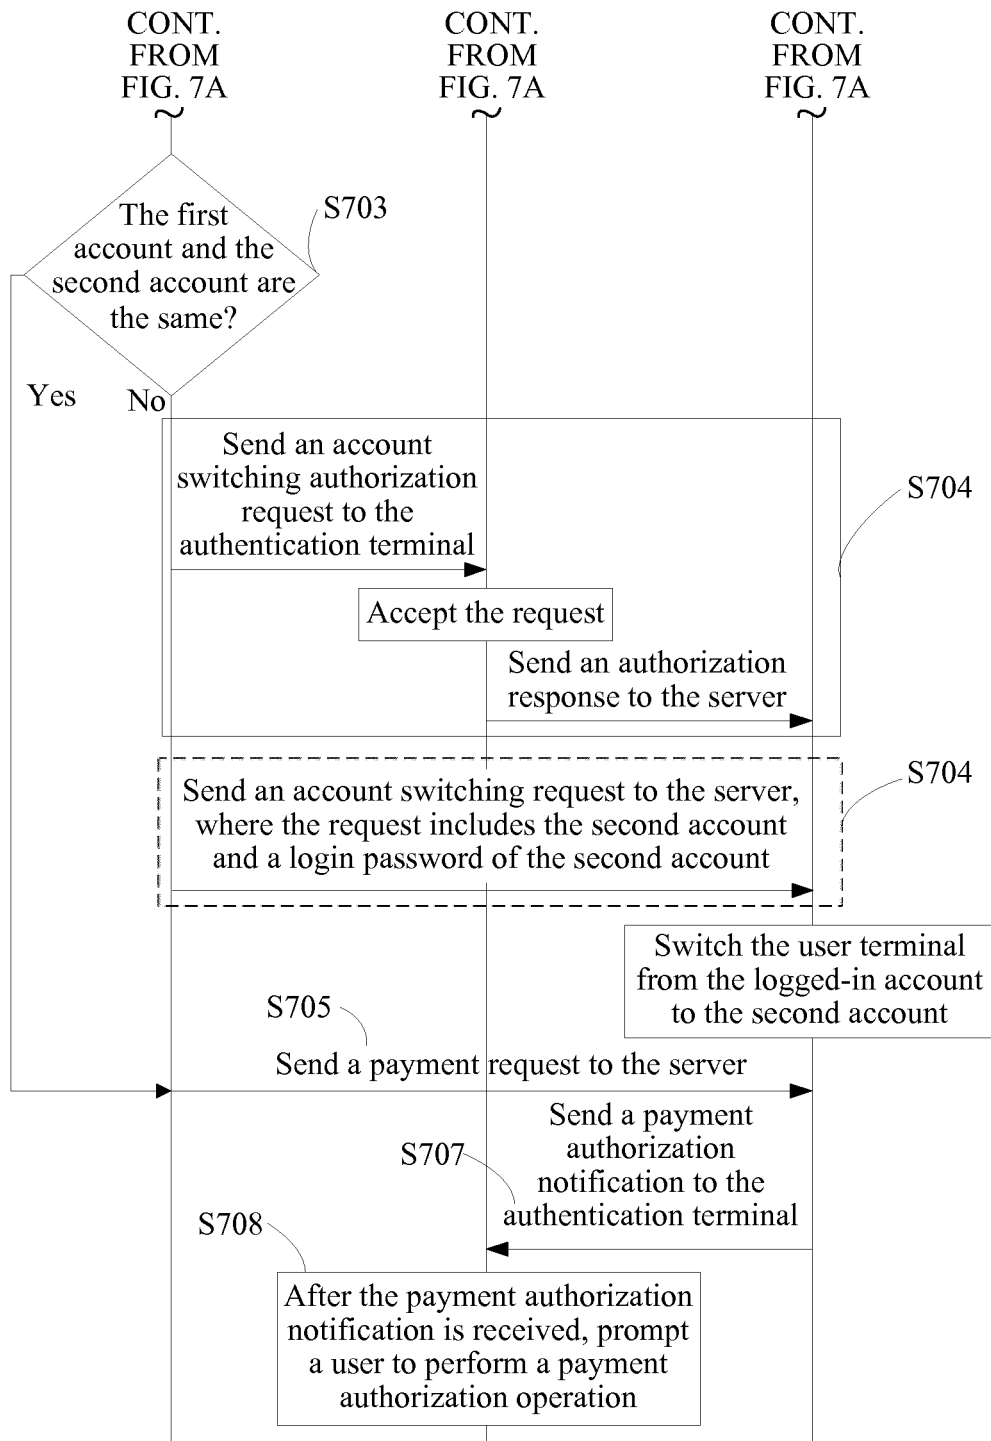 CONT.
FROM
FIG. 7A
CONT.
FROM
FIG. 7A
CONT.
FROM
FIG. 7A
The first
account and the
second account are
the same?
S703
Yes
No
Send an account
switching authorization
request to the
authentication terminal
S704
Accept the request
Send an authorization
response to the server
Send an account switching request to the server,
where the request includes the second account
and a login password of the second account
S704
Switch the user terminal
from the logged-in account
to the second account
S705
Send a payment request to the server
Send a payment
authorization
notification to the
authentication terminal
S707
S708
After the payment authorization
notification is received, prompt
a user to perform a payment
authorization operation